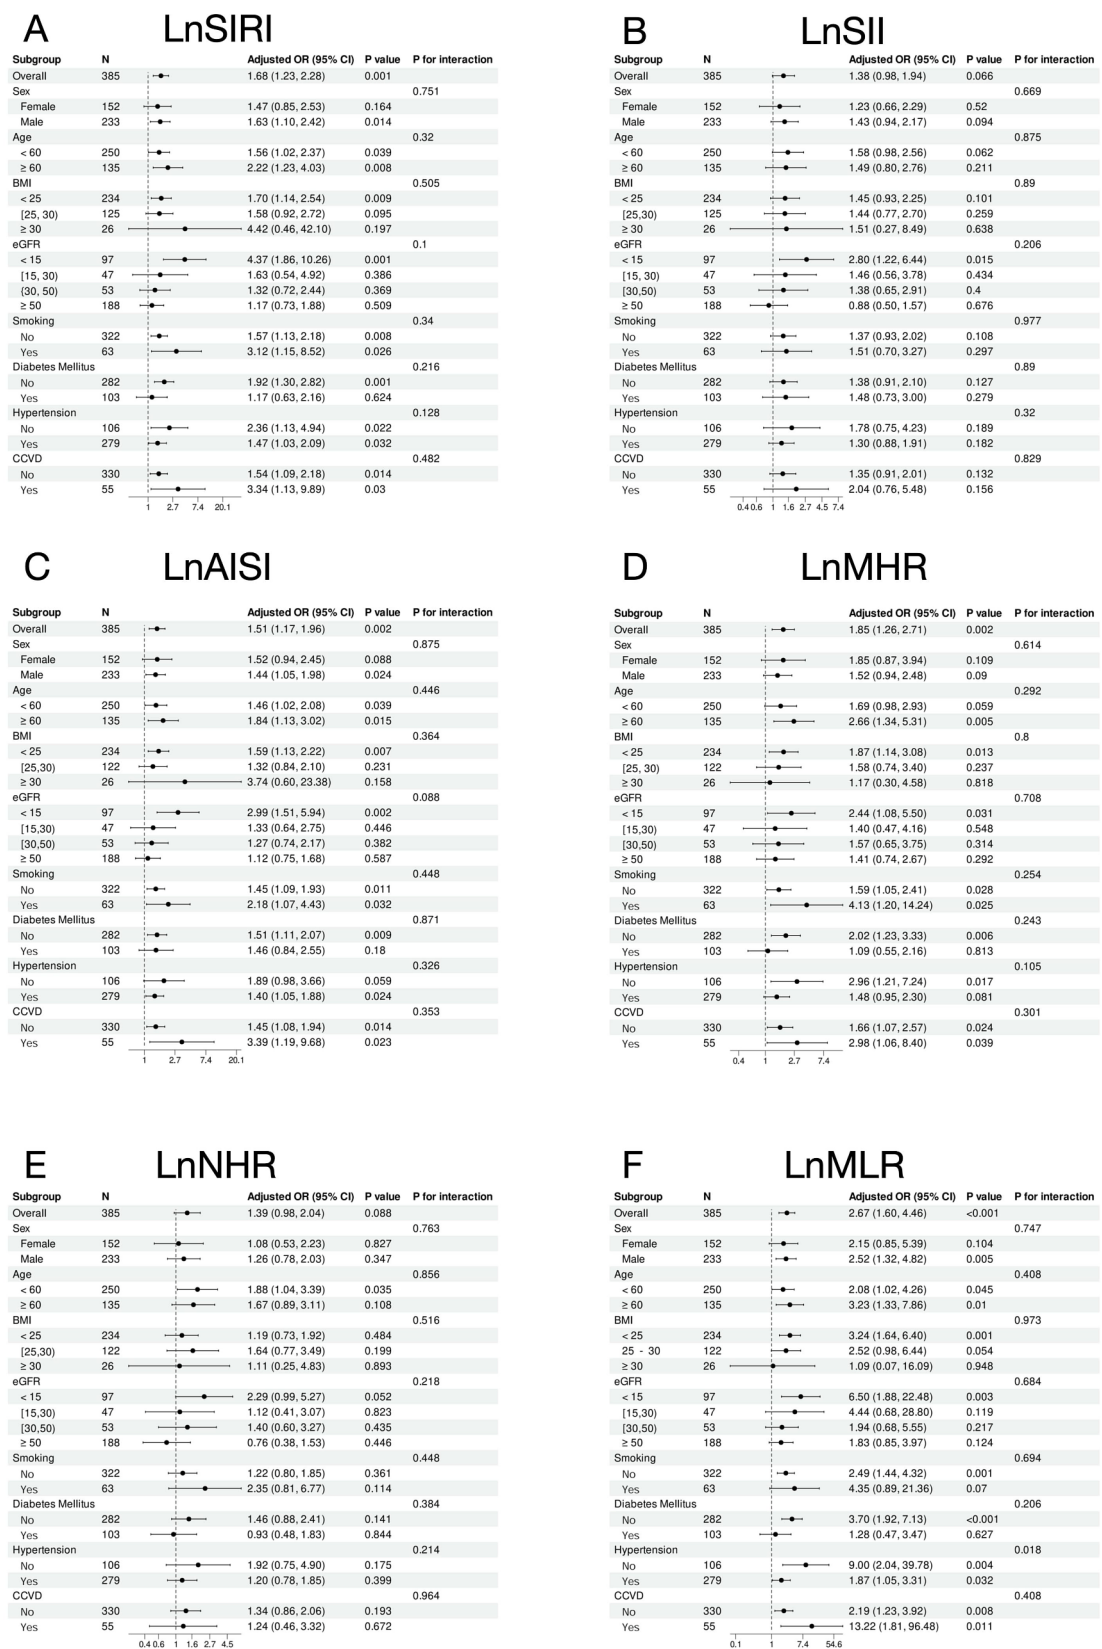 A LnSIRI
Subgroup N Adjusted OR (95% CI) P value P for interaction
Overall 385 1.68 (1.23, 2.28) 0.001
Sex 0.751
Female 152 1.47 (0.85, 2.53) 0.164
Male 233 1.63 (1.10, 2.42) 0.014
Age 0.32
< 60 250 1.56 (1.02, 2.37) 0.039
≥ 60 135 2.22 (1.23, 4.03) 0.008
BMI 0.505
< 25 234 1.70 (1.14, 2.54) 0.009
[25, 30) 125 1.58 (0.92, 2.72) 0.095
≥ 30 26 4.42 (0.46, 42.10) 0.197
eGFR 0.1
< 15 97 4.37 (1.86, 10.26) 0.001
[15, 30) 47 1.63 (0.54, 4.92) 0.386
(30, 50) 53 1.32 (0.72, 2.44) 0.369
≥ 50 188 1.17 (0.73, 1.88) 0.509
Smoking 0.34
No 322 1.57 (1.13, 2.18) 0.008
Yes 63 3.12 (1.15, 8.52) 0.026
Diabetes Mellitus 0.216
No 282 1.92 (1.30, 2.82) 0.001
Yes 103 1.17 (0.63, 2.16) 0.624
Hypertension 0.128
No 106 2.36 (1.13, 4.94) 0.022
Yes 279 1.47 (1.03, 2.09) 0.032
CCVD 0.482
No 330 1.54 (1.09, 2.18) 0.014
Yes 55 3.34 (1.13, 9.89) 0.03
1 2.7 7.4 20.1
B LnSII
Subgroup N Adjusted OR (95% CI) P value P for interaction
Overall 385 1.38 (0.98, 1.94) 0.066
Sex 0.669
Female 152 1.23 (0.66, 2.29) 0.52
Male 233 1.43 (0.94, 2.17) 0.094
Age 0.875
< 60 250 1.58 (0.98, 2.56) 0.062
≥ 60 135 1.49 (0.80, 2.76) 0.211
BMI 0.89
< 25 234 1.45 (0.93, 2.25) 0.101
[25,30) 125 1.44 (0.77, 2.70) 0.259
≥ 30 26 1.51 (0.27, 8.49) 0.638
eGFR 0.206
< 15 97 2.80 (1.22, 6.44) 0.015
[15, 30) 47 1.46 (0.56, 3.78) 0.434
[30,50) 53 1.38 (0.65, 2.91) 0.4
≥ 50 188 0.88 (0.50, 1.57) 0.676
Smoking 0.977
No 322 1.37 (0.93, 2.02) 0.108
Yes 63 1.51 (0.70, 3.27) 0.297
Diabetes Mellitus 0.89
No 282 1.38 (0.91, 2.10) 0.127
Yes 103 1.48 (0.73, 3.00) 0.279
Hypertension 0.32
No 106 1.78 (0.75, 4.23) 0.189
Yes 279 1.30 (0.88, 1.91) 0.182
CCVD 0.829
No 330 1.35 (0.91, 2.01) 0.132
Yes 55 2.04 (0.76, 5.48) 0.156
0.4 0.6 1 1.6 2.7 4.5 7.4
C LnAISI
Subgroup N Adjusted OR (95% CI) P value P for interaction
Overall 385 1.51 (1.17, 1.96) 0.002
Sex 0.875
Female 152 1.52 (0.94, 2.45) 0.088
Male 233 1.44 (1.05, 1.98) 0.024
Age 0.446
< 60 250 1.46 (1.02, 2.08) 0.039
≥ 60 135 1.84 (1.13, 3.02) 0.015
BMI 0.364
< 25 234 1.59 (1.13, 2.22) 0.007
[25,30) 122 1.32 (0.84, 2.10) 0.231
≥ 30 26 3.74 (0.60, 23.38) 0.158
eGFR 0.088
< 15 97 2.99 (1.51, 5.94) 0.002
[15,30) 47 1.33 (0.64, 2.75) 0.446
[30,50) 53 1.27 (0.74, 2.17) 0.382
≥ 50 188 1.12 (0.75, 1.68) 0.587
Smoking 0.448
No 322 1.45 (1.09, 1.93) 0.011
Yes 63 2.18 (1.07, 4.43) 0.032
Diabetes Mellitus 0.871
No 282 1.51 (1.11, 2.07) 0.009
Yes 103 1.46 (0.84, 2.55) 0.18
Hypertension 0.326
No 106 1.89 (0.98, 3.66) 0.059
Yes 279 1.40 (1.05, 1.88) 0.024
CCVD 0.353
No 330 1.45 (1.08, 1.94) 0.014
Yes 55 3.39 (1.19, 9.68) 0.023
1 2.7 7.4 20.1
D LnMHR
Subgroup N Adjusted OR (95% CI) P value P for interaction
Overall 385 1.85 (1.26, 2.71) 0.002
Sex 0.614
Female 152 1.85 (0.87, 3.94) 0.109
Male 233 1.52 (0.94, 2.48) 0.09
Age 0.292
< 60 250 1.69 (0.98, 2.93) 0.059
≥ 60 135 2.66 (1.34, 5.31) 0.005
BMI 0.8
< 25 234 1.87 (1.14, 3.08) 0.013
[25, 30) 122 1.58 (0.74, 3.40) 0.237
≥ 30 26 1.17 (0.30, 4.58) 0.818
eGFR 0.708
< 15 97 2.44 (1.08, 5.50) 0.031
[15,30) 47 1.40 (0.47, 4.16) 0.548
[30,50) 53 1.57 (0.65, 3.75) 0.314
≥ 50 188 1.41 (0.74, 2.67) 0.292
Smoking 0.254
No 322 1.59 (1.05, 2.41) 0.028
Yes 63 4.13 (1.20, 14.24) 0.025
Diabetes Mellitus 0.243
No 282 2.02 (1.23, 3.33) 0.006
Yes 103 1.09 (0.55, 2.16) 0.813
Hypertension 0.105
No 106 2.96 (1.21, 7.24) 0.017
Yes 279 1.48 (0.95, 2.30) 0.081
CCVD 0.301
No 330 1.66 (1.07, 2.57) 0.024
Yes 55 2.98 (1.06, 8.40) 0.039
0.4 1 2.7 7.4
E LnNHR
Subgroup N Adjusted OR (95% CI) P value P for interaction
Overall 385 1.39 (0.98, 2.04) 0.088
Sex 0.763
Female 152 1.08 (0.53, 2.23) 0.827
Male 233 1.26 (0.78, 2.03) 0.347
Age 0.856
< 60 250 1.88 (1.04, 3.39) 0.035
≥ 60 135 1.67 (0.89, 3.11) 0.108
BMI 0.516
< 25 234 1.19 (0.73, 1.92) 0.484
[25,30) 122 1.64 (0.77, 3.49) 0.199
≥ 30 26 1.11 (0.25, 4.83) 0.893
eGFR 0.218
< 15 97 2.29 (0.99, 5.27) 0.052
[15,30) 47 1.12 (0.41, 3.07) 0.823
[30,50) 53 1.40 (0.60, 3.27) 0.435
≥ 50 188 0.76 (0.38, 1.53) 0.446
Smoking 0.448
No 322 1.22 (0.80, 1.85) 0.361
Yes 63 2.35 (0.81, 6.77) 0.114
Diabetes Mellitus 0.384
No 282 1.46 (0.88, 2.41) 0.141
Yes 103 0.93 (0.48, 1.83) 0.844
Hypertension 0.214
No 106 1.92 (0.75, 4.90) 0.175
Yes 279 1.20 (0.78, 1.85) 0.399
CCVD 0.964
No 330 1.34 (0.86, 2.06) 0.193
Yes 55 1.24 (0.46, 3.32) 0.672
0.4 0.6 1 1.6 2.7 4.5
F LnMLR
Subgroup N Adjusted OR (95% CI) P value P for interaction
Overall 385 2.67 (1.60, 4.46) <0.001
Sex 0.747
Female 152 2.15 (0.85, 5.39) 0.104
Male 233 2.52 (1.32, 4.82) 0.005
Age 0.408
< 60 250 2.08 (1.02, 4.26) 0.045
≥ 60 135 3.23 (1.33, 7.86) 0.01
BMI 0.973
< 25 234 3.24 (1.64, 6.40) 0.001
25 - 30 122 2.52 (0.98, 6.44) 0.054
≥ 30 26 1.09 (0.07, 16.09) 0.948
eGFR 0.684
< 15 97 6.50 (1.88, 22.48) 0.003
[15,30) 47 4.44 (0.68, 28.80) 0.119
[30,50) 53 1.94 (0.68, 5.55) 0.217
≥ 50 188 1.83 (0.85, 3.97) 0.124
Smoking 0.694
No 322 2.49 (1.44, 4.32) 0.001
Yes 63 4.35 (0.89, 21.36) 0.07
Diabetes Mellitus 0.206
No 282 3.70 (1.92, 7.13) <0.001
Yes 103 1.28 (0.47, 3.47) 0.627
Hypertension 0.018
No 106 9.00 (2.04, 39.78) 0.004
Yes 279 1.87 (1.05, 3.31) 0.032
CCVD 0.408
No 330 2.19 (1.23, 3.92) 0.008
Yes 55 13.22 (1.81, 96.48) 0.011
0.1 1 7.4 54.6